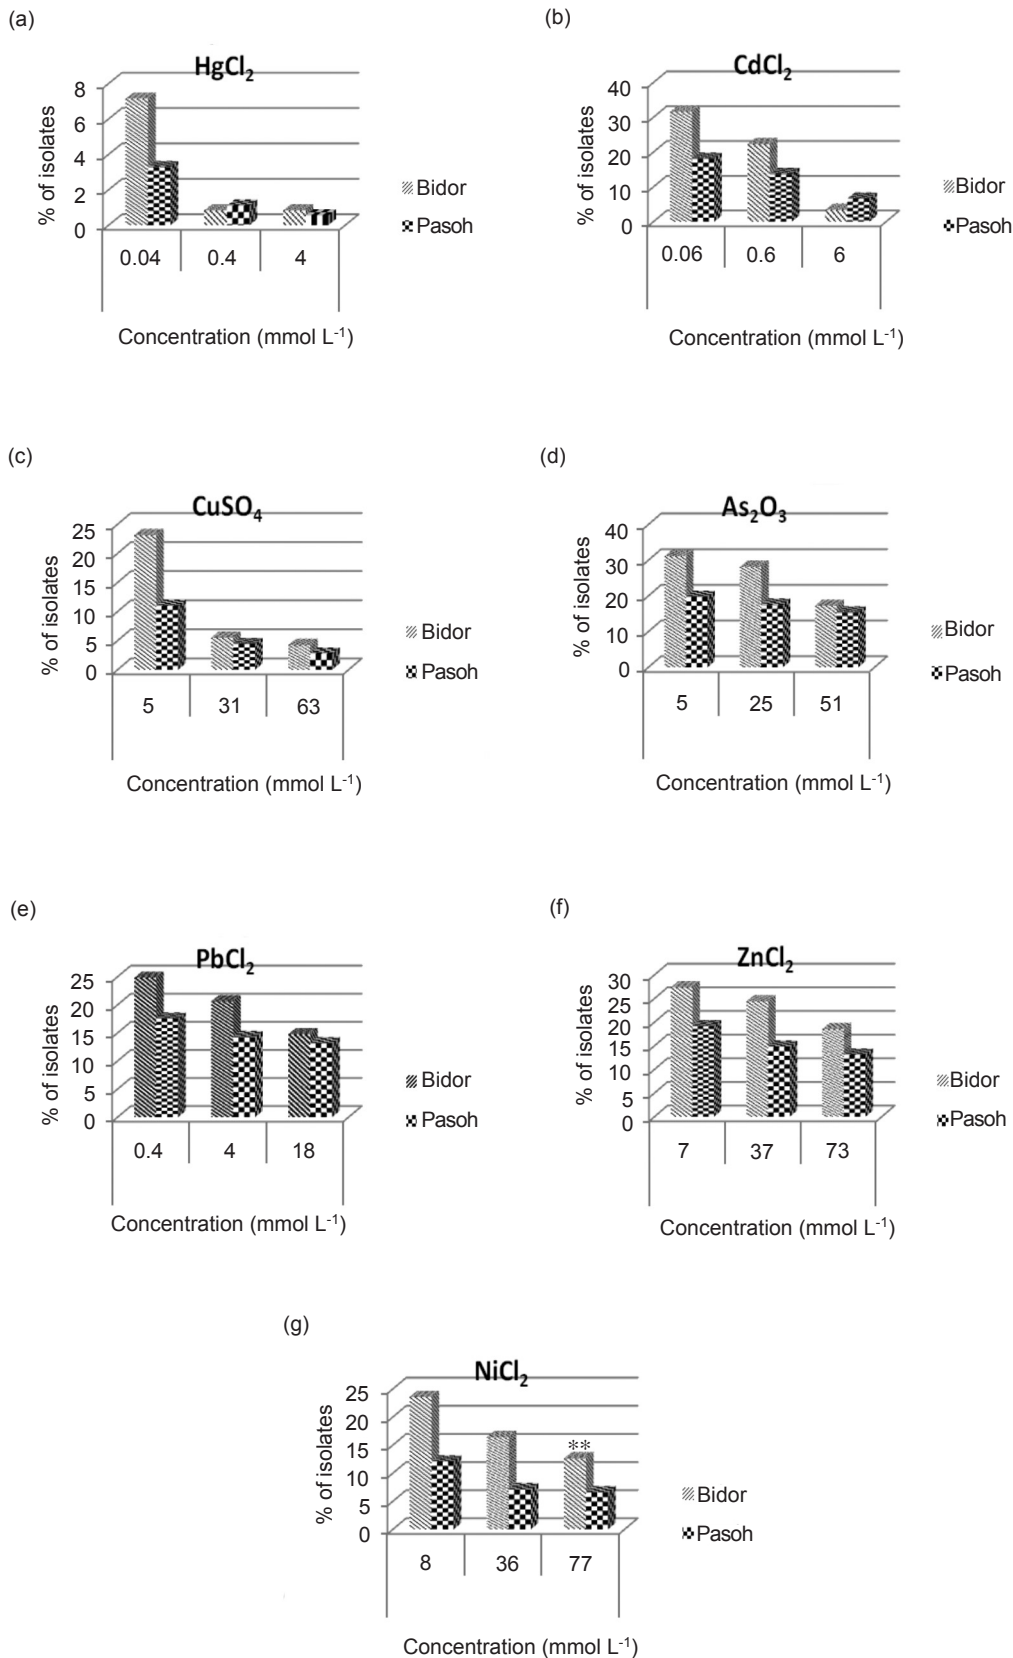 (a)
HgCl₂
% of isolates
8
6
4
2
0
0.04 0.4 4
Concentration (mmol L⁻¹)
Bidor
Pasoh
(b)
CdCl₂
% of isolates
40
30
20
10
0
0.06 0.6 6
Concentration (mmol L⁻¹)
Bidor
Pasoh
(c)
CuSO₄
% of isolates
25
20
15
10
5
0
5 31 63
Concentration (mmol L⁻¹)
Bidor
Pasoh
(d)
As₂O₃
% of isolates
40
30
20
10
0
5 25 51
Concentration (mmol L⁻¹)
Bidor
Pasoh
(e)
PbCl₂
% of isolates
25
20
15
10
5
0
0.4 4 18
Concentration (mmol L⁻¹)
Bidor
Pasoh
(f)
ZnCl₂
% of isolates
30
25
20
15
10
5
0
7 37 73
Concentration (mmol L⁻¹)
Bidor
Pasoh
(g)
NiCl₂
% of isolates
25
20
15
10
5
0
**
8 36 77
Concentration (mmol L⁻¹)
Bidor
Pasoh